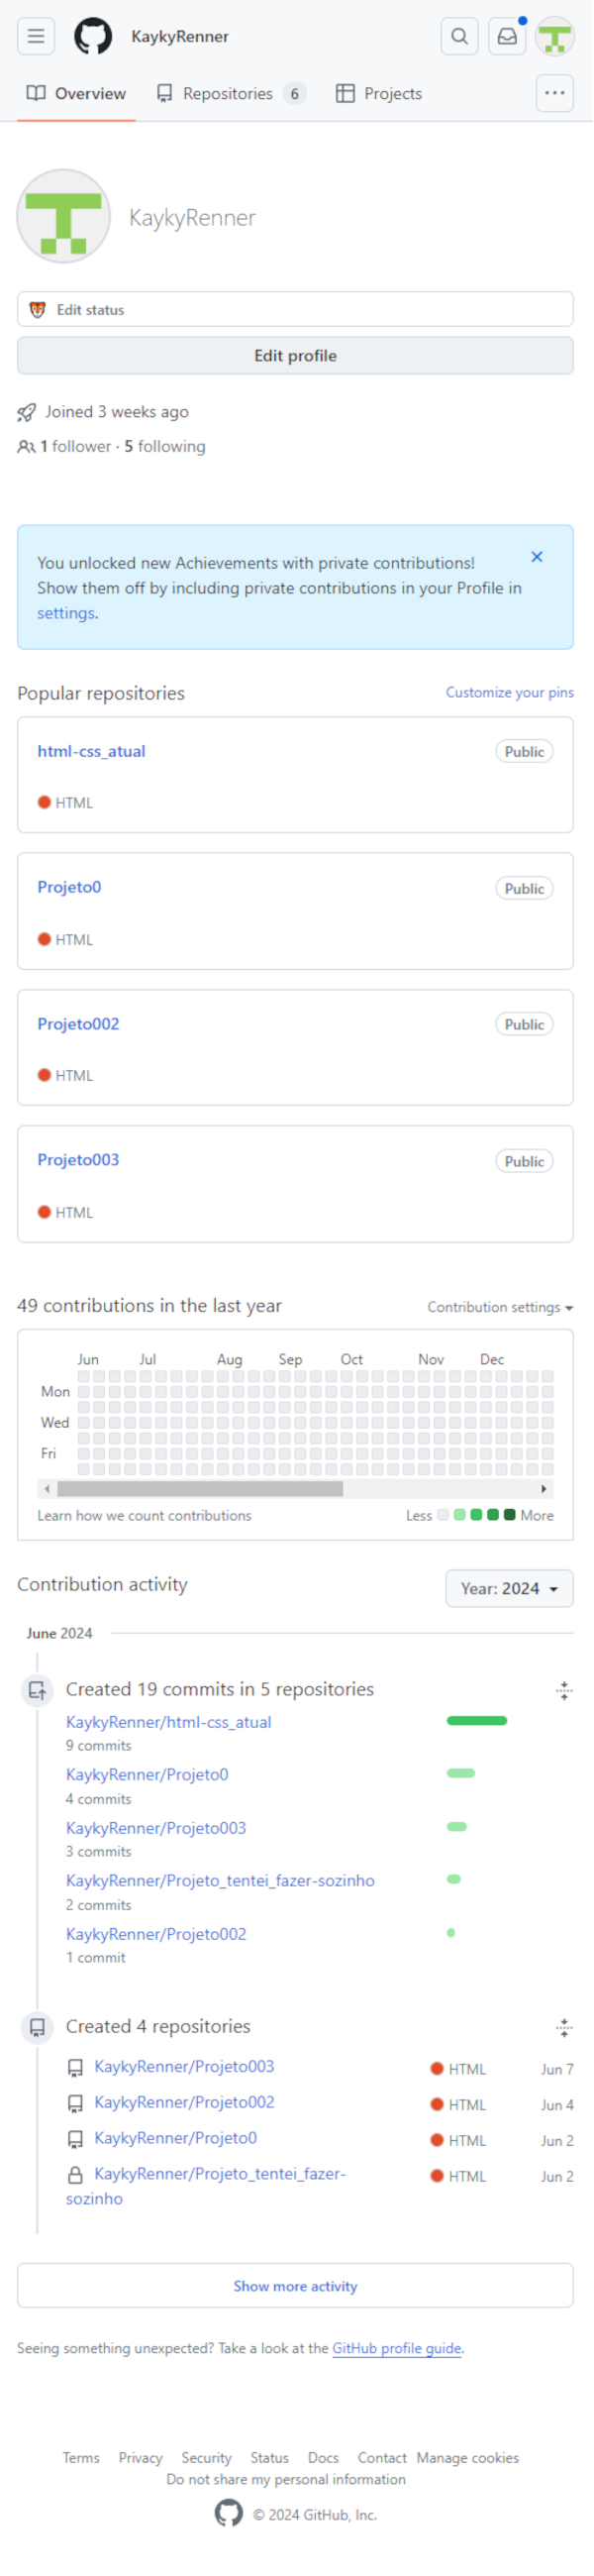 KaykyRenner
Overview Repositories 6 Projects
KaykyRenner
Edit status
Edit profile
Joined 3 weeks ago
1 follower · 5 following
You unlocked new Achievements with private contributions!
Show them off by including private contributions in your Profile in
settings.
Popular repositories Customize your pins
html-css_atual Public
HTML
Projeto0 Public
HTML
Projeto002 Public
HTML
Projeto003 Public
HTML
49 contributions in the last year Contribution settings
Jun Jul Aug Sep Oct Nov Dec
Mon
Wed
Fri
Learn how we count contributions Less More
Contribution activity Year: 2024
June 2024
Created 19 commits in 5 repositories
KaykyRenner/html-css_atual
9 commits
KaykyRenner/Projeto0
4 commits
KaykyRenner/Projeto003
3 commits
KaykyRenner/Projeto_tentei_fazer-sozinho
2 commits
KaykyRenner/Projeto002
1 commit
Created 4 repositories
KaykyRenner/Projeto003 HTML Jun 7
KaykyRenner/Projeto002 HTML Jun 4
KaykyRenner/Projeto0 HTML Jun 2
KaykyRenner/Projeto_tentei_fazer- HTML Jun 2
sozinho
Show more activity
Seeing something unexpected? Take a look at the GitHub profile guide.
Terms Privacy Security Status Docs Contact Manage cookies
Do not share my personal information
© 2024 GitHub, Inc.